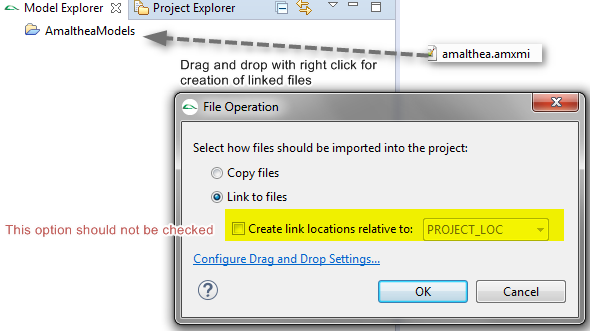 Model Explorer
Project Explorer
AmaltheaModels
amalthea.amxmi
Drag and drop with right click for
creation of linked files
File Operation
Select how files should be imported into the project:
Copy files
Link to files
This option should not be checked
Create link locations relative to:
PROJECT_LOC
Configure Drag and Drop Settings...
?
OK
Cancel